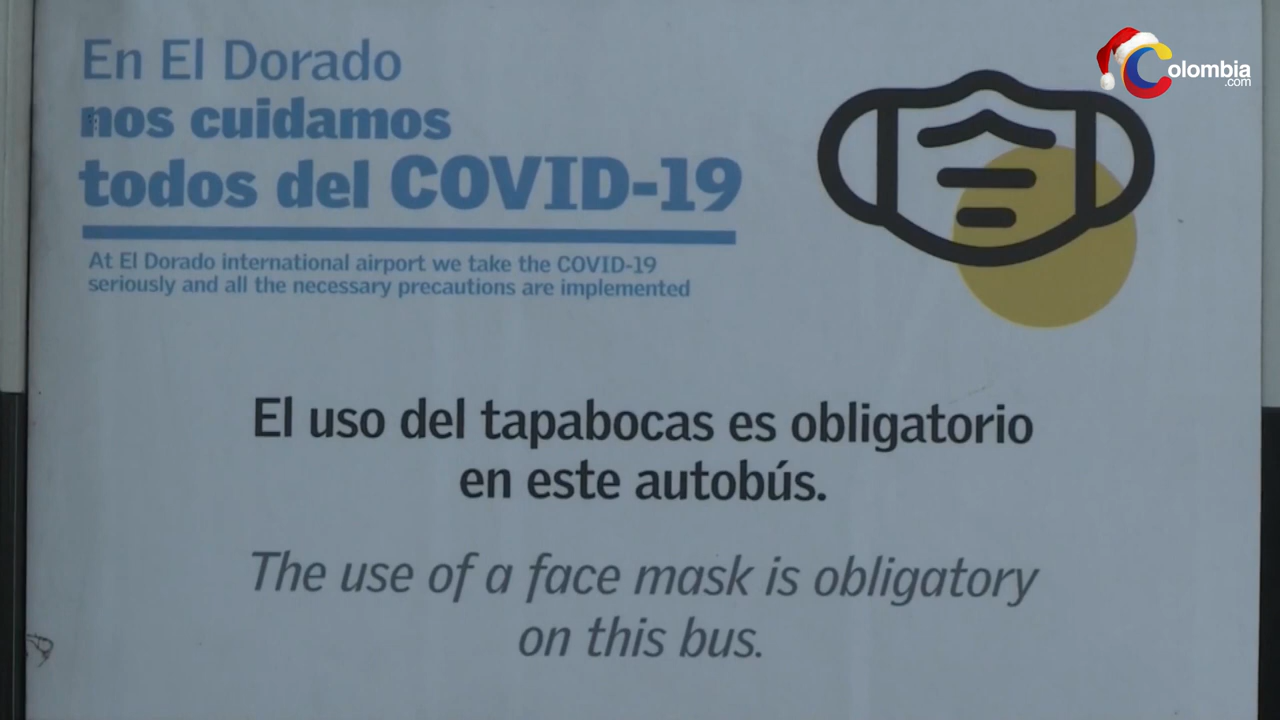 En El Dorado
nos cuidamos
todos del COVID-19
At El Dorado international airport we take the COVID-19
seriously and all the necessary precautions are implemented
El uso del tapabocas es obligatorio
en este autobús.
The use of a face mask is obligatory
on this bus.
Colombia
.com